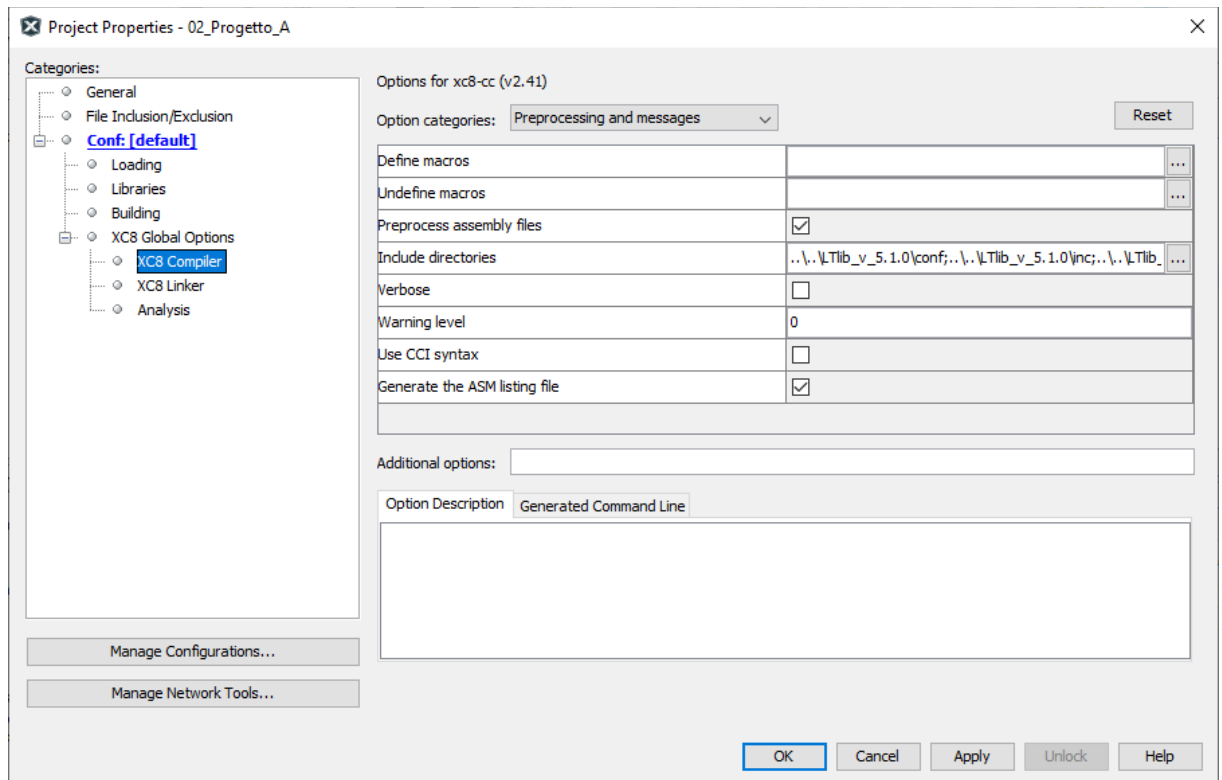 Project Properties - 02_Progetto_A
Categories:
General
File Inclusion/Exclusion
Conf: [default]
Loading
Libraries
Building
XC8 Global Options
XC8 Compiler
XC8 Linker
Analysis
Manage Configurations...
Manage Network Tools...
Options for xc8-cc (v2.41)
Option categories: Preprocessing and messages
Reset
Define macros ...
Undefine macros ...
Preprocess assembly files
Include directories ..\..\LTlib_v_5.1.0\conf;..\..\LTlib_v_5.1.0\inc;..\..\LTlib_ ...
Verbose
Warning level 0
Use CCI syntax
Generate the ASM listing file
Additional options:
Option Description Generated Command Line
OK Cancel Apply Unlock Help